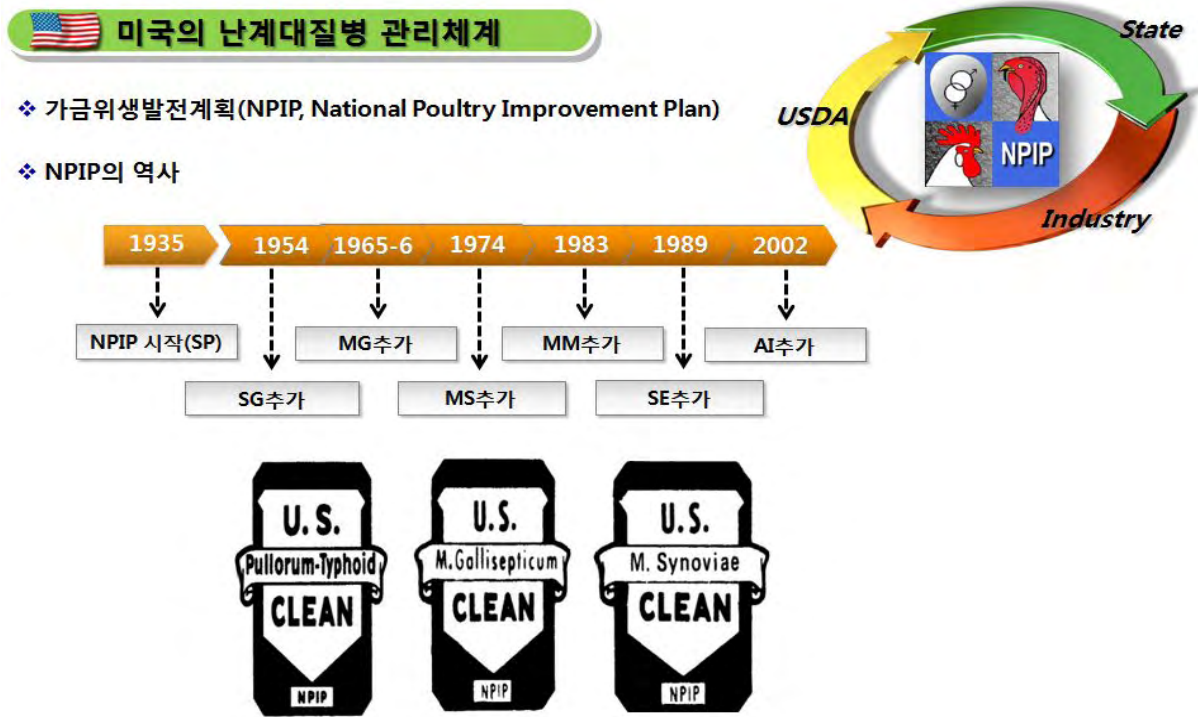 미국의 난계대질병 관리체계
State
USDA
NPIP
Industry
❖ 가금위생발전계획(NPIP, National Poultry Improvement Plan)
❖ NPIP의 역사
1935 1954 1965-6 1974 1983 1989 2002
NPIP 시작(SP) MG추가 MM추가 AI추가
SG추가 MS추가 SE추가
U.S.
Pullorum-Typhoid
CLEAN
NPIP
U.S.
M.Gallisepticum
CLEAN
NPIP
U.S.
M. Synoviae
CLEAN
NPIP